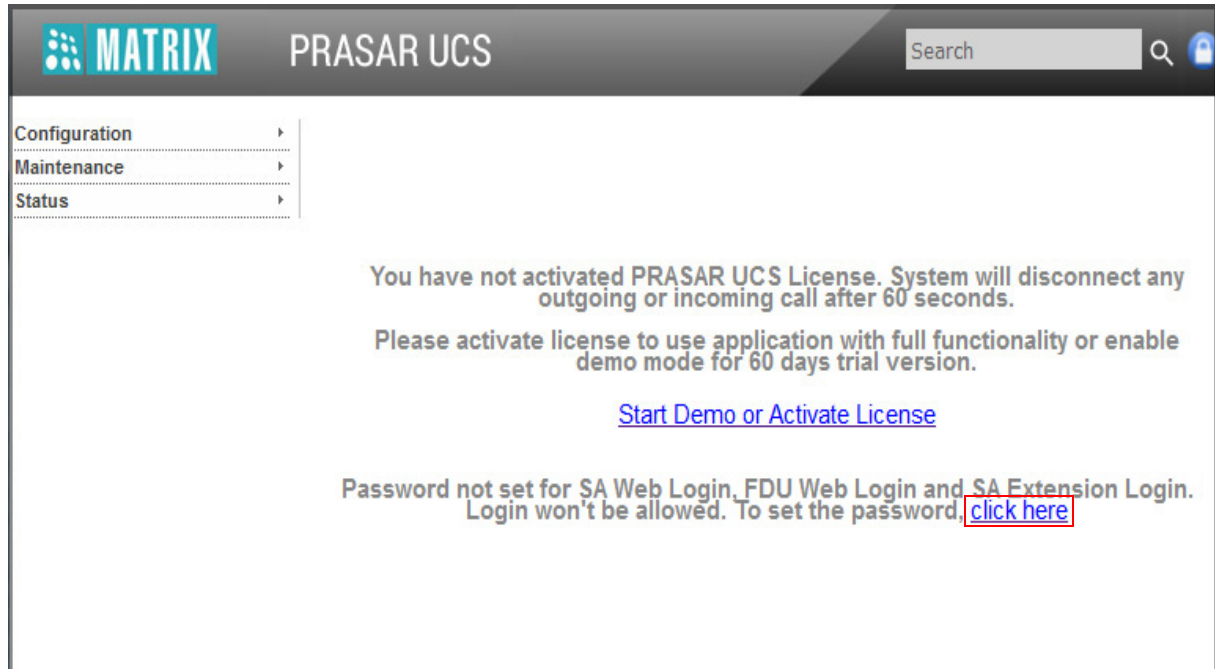 MATRIX
PRASAR UCS
Search
Configuration
Maintenance
Status
You have not activated PRASAR UCS License. System will disconnect any
outgoing or incoming call after 60 seconds.
Please activate license to use application with full functionality or enable
demo mode for 60 days trial version.
Start Demo or Activate License
Password not set for SA Web Login, FDU Web Login and SA Extension Login.
Login won't be allowed. To set the password, click here